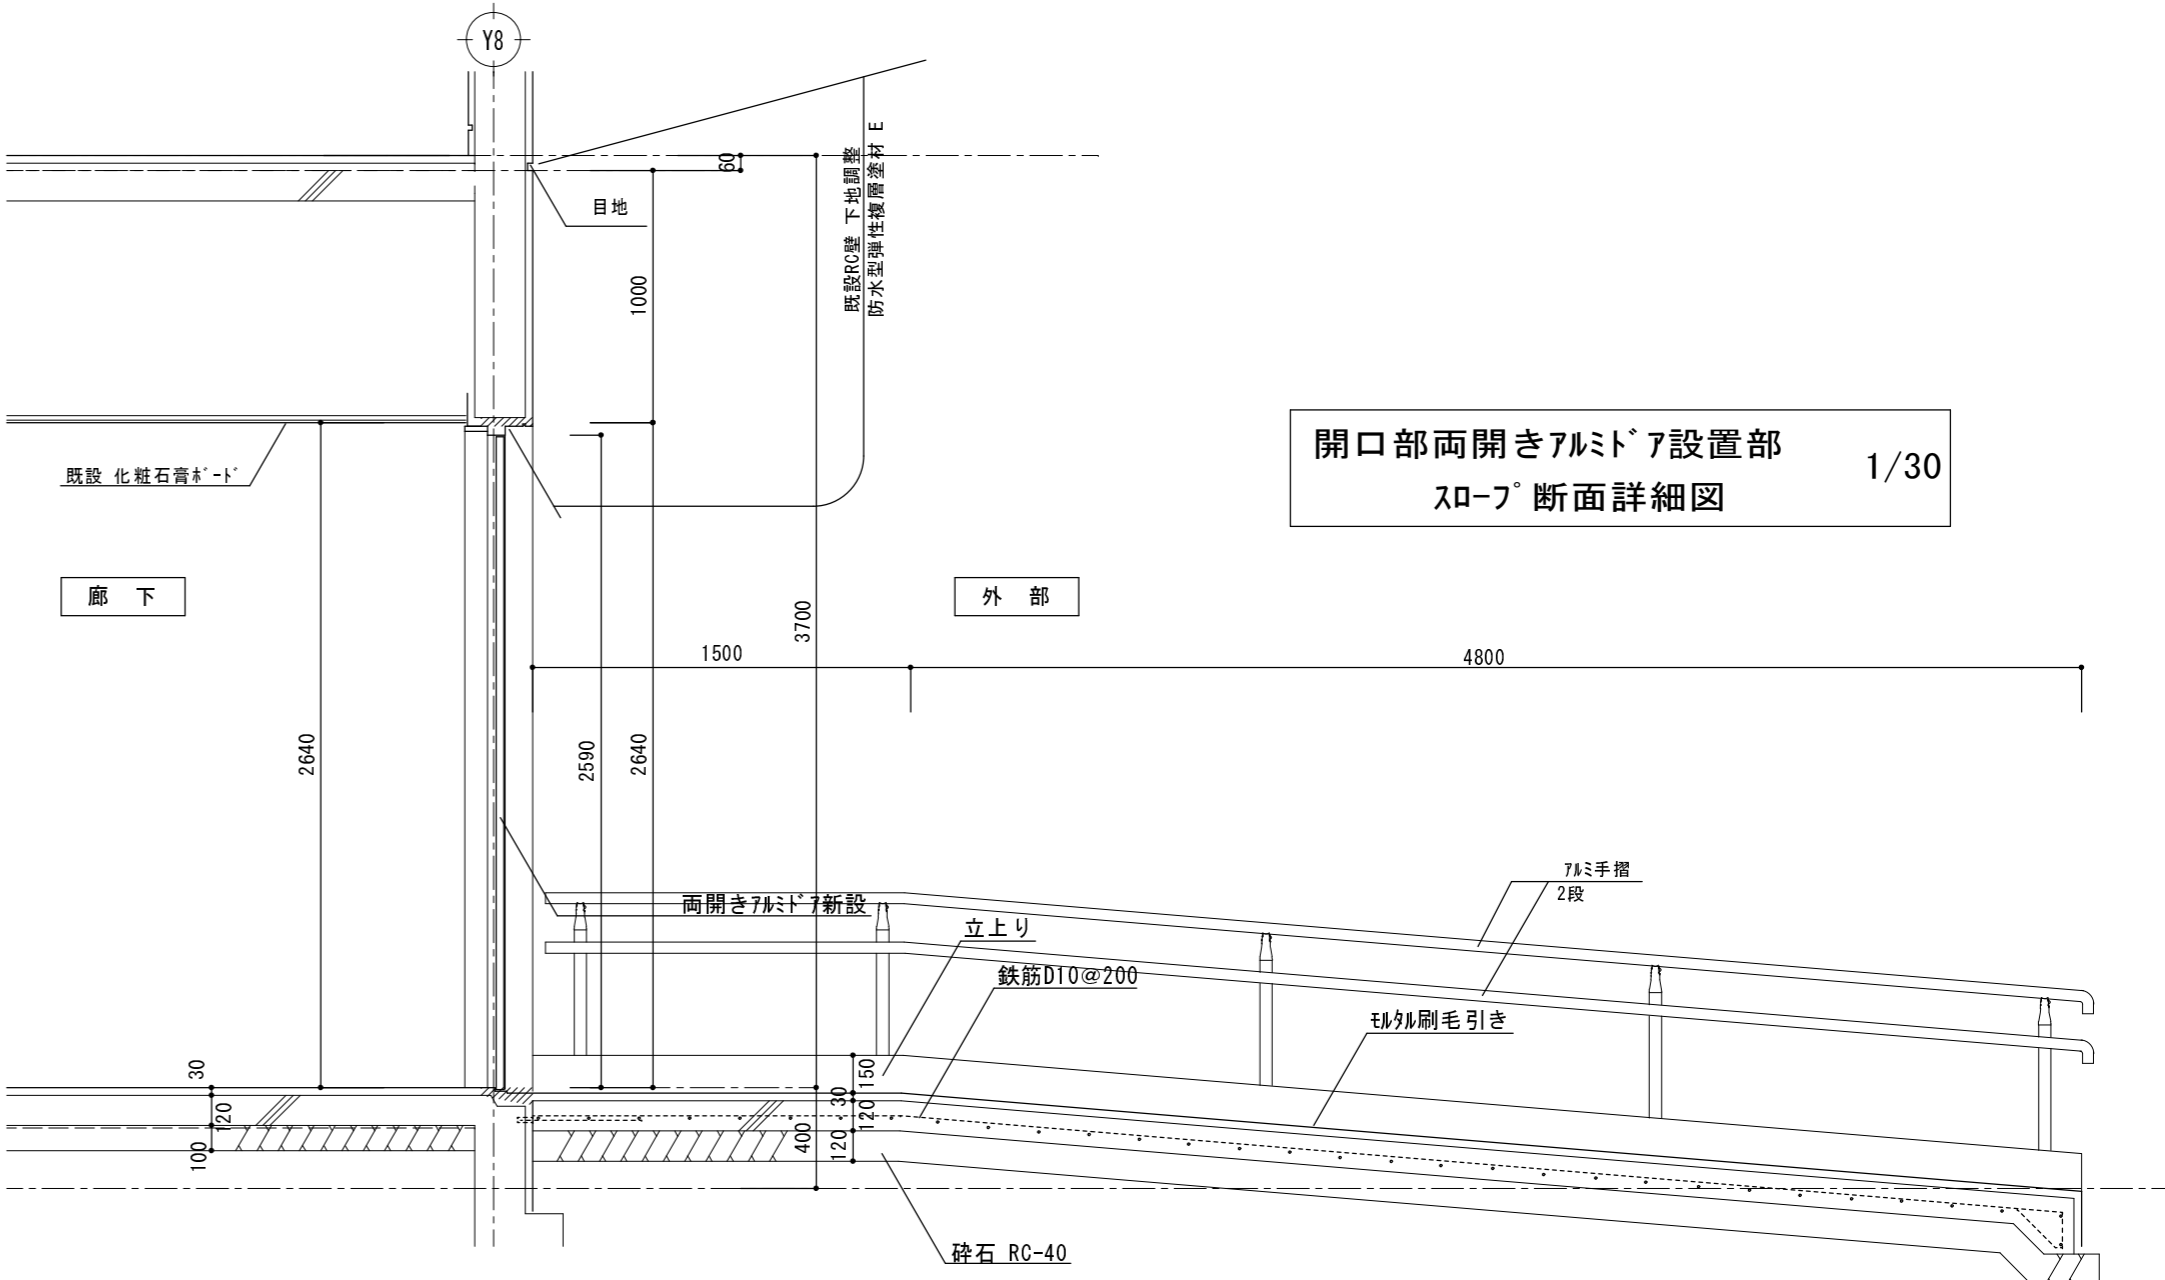 Y8
60
既設RC壁 下地調整
防水型弾性複層塗材 E
目地
1000
開口部両開きｱﾙﾐﾄﾞｱ設置部
ｽﾛｰﾌﾟ断面詳細図
1/30
既設 化粧石膏ﾎﾞｰﾄﾞ
廊 下
外 部
3700
1500
4800
2640
2590
2640
ｱﾙﾐ手摺
2段
両開きｱﾙﾐﾄﾞｱ新設
立上り
鉄筋D10@200
ﾓﾙﾀﾙ刷毛引き
30
120
100
150
30
120
120
400
砕石 RC-40